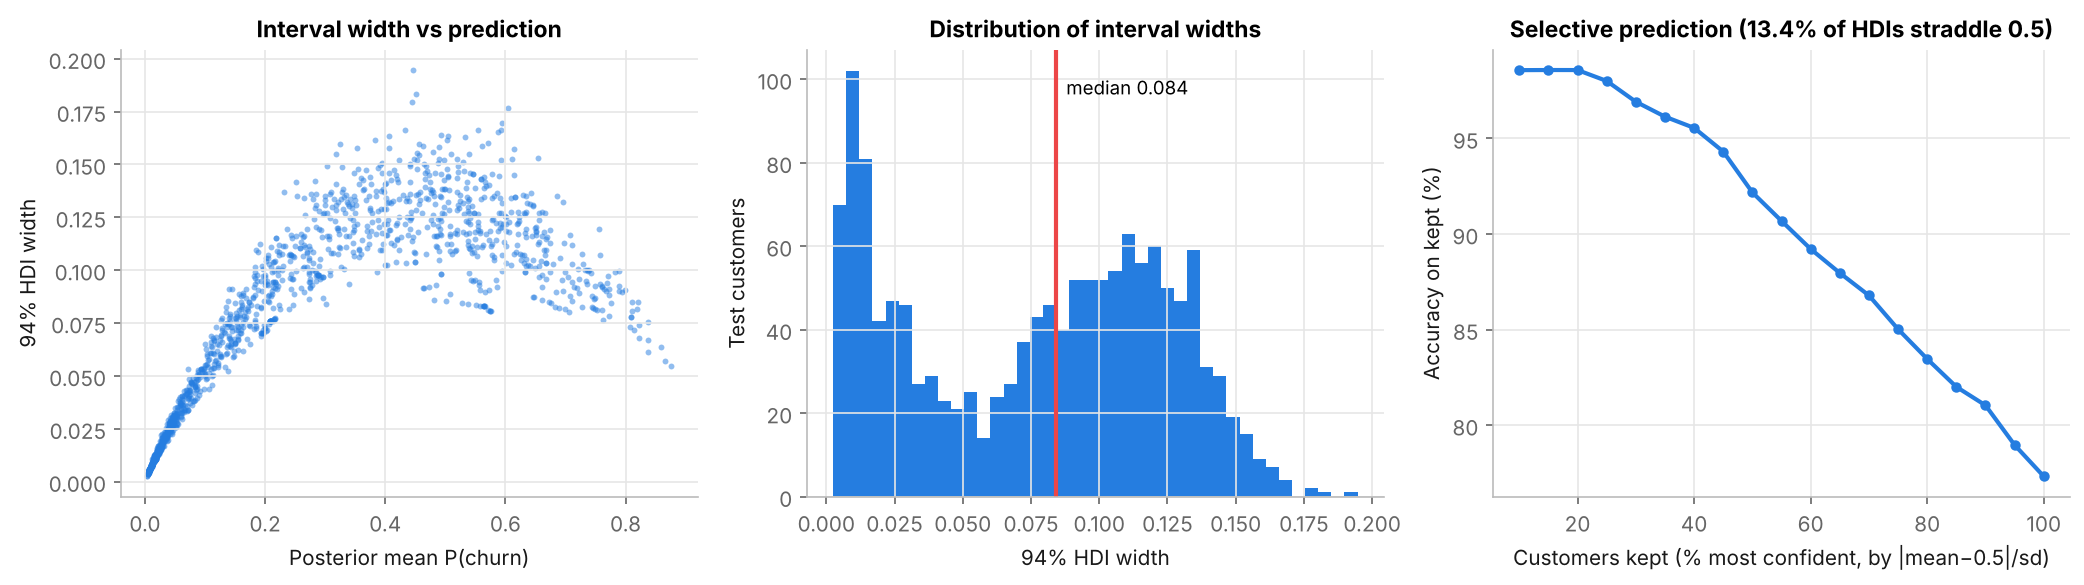 Interval width vs prediction
0.200
0.175
0.150
0.125
0.100
0.075
0.050
0.025
0.000
94% HDI width
0.0 0.2 0.4 0.6 0.8
Posterior mean P(churn)
Distribution of interval widths
median 0.084
100
80
60
40
20
0
Test customers
0.000 0.025 0.050 0.075 0.100 0.125 0.150 0.175 0.200
94% HDI width
Selective prediction (13.4% of HDIs straddle 0.5)
95
90
85
80
Accuracy on kept (%)
20 40 60 80 100
Customers kept (% most confident, by |mean−0.5|/sd)